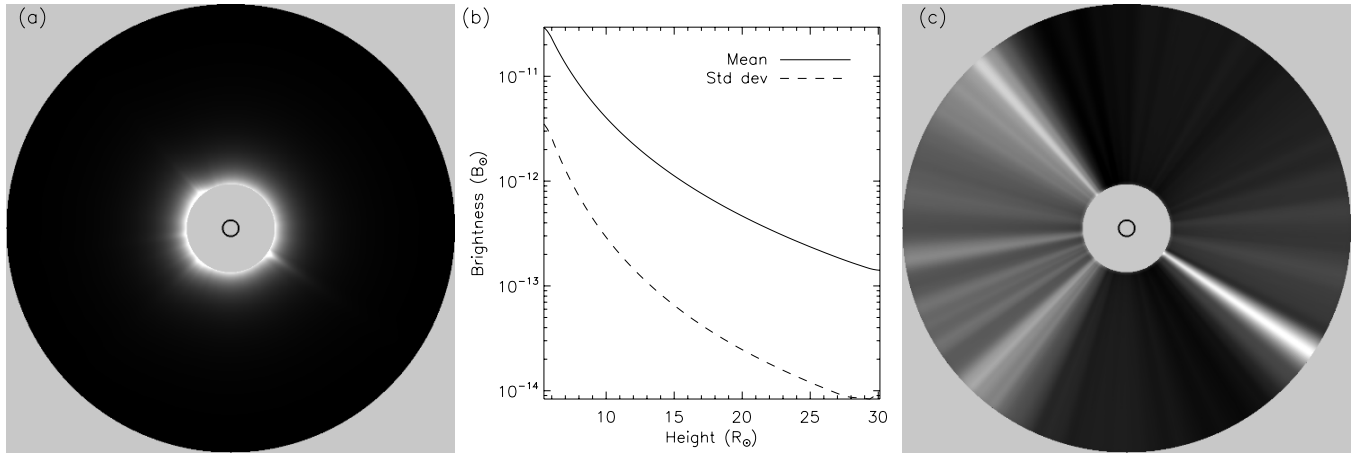 (a)
(b)
(c)
Mean
Std dev
10⁻¹¹
10⁻¹²
10⁻¹³
10⁻¹⁴
Brightness (B☉)
10 15 20 25 30
Height (R☉)